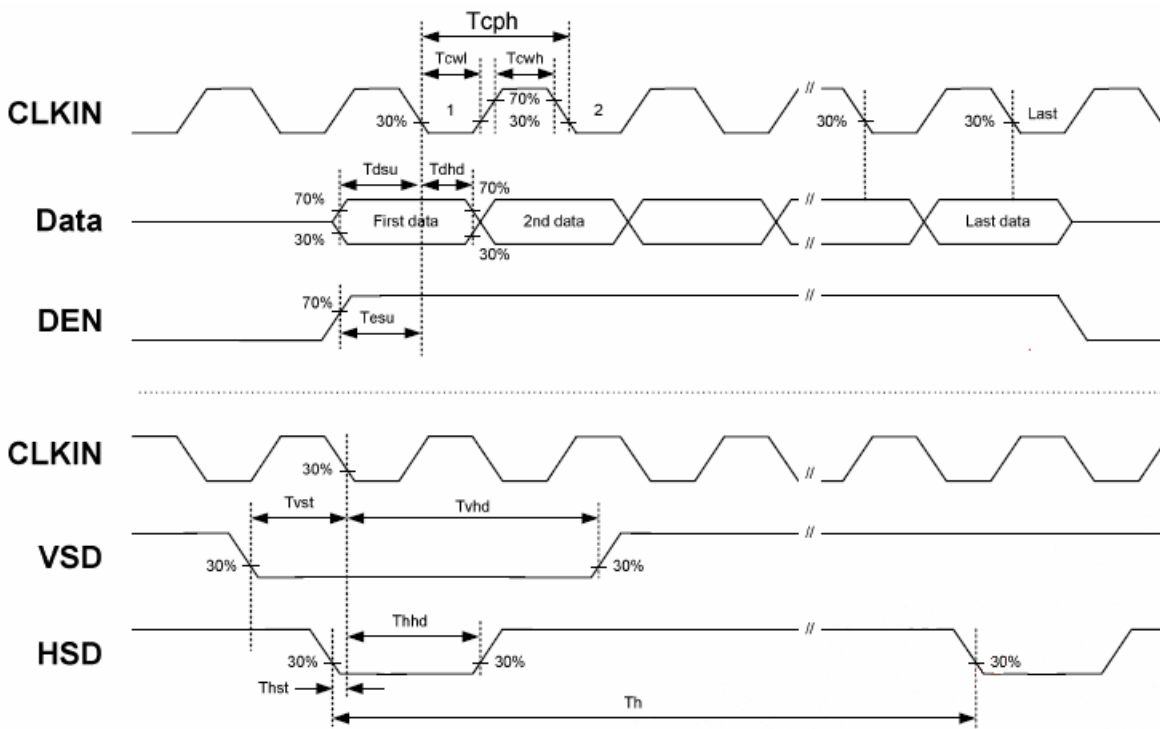 Tcph
Tcwl Tcwh
CLKIN 30% 1 70% 30% 2 // 30% 30% Last
Tdsu Tdhd
70% 70%
Data First data 2nd data // // Last data
30% 30%
//
70%
DEN Tesu
CLKIN 30% //
Tvst Tvhd
//
VSD 30% 30%
Thhd //
HSD 30% 30% 30%
Thst
Th